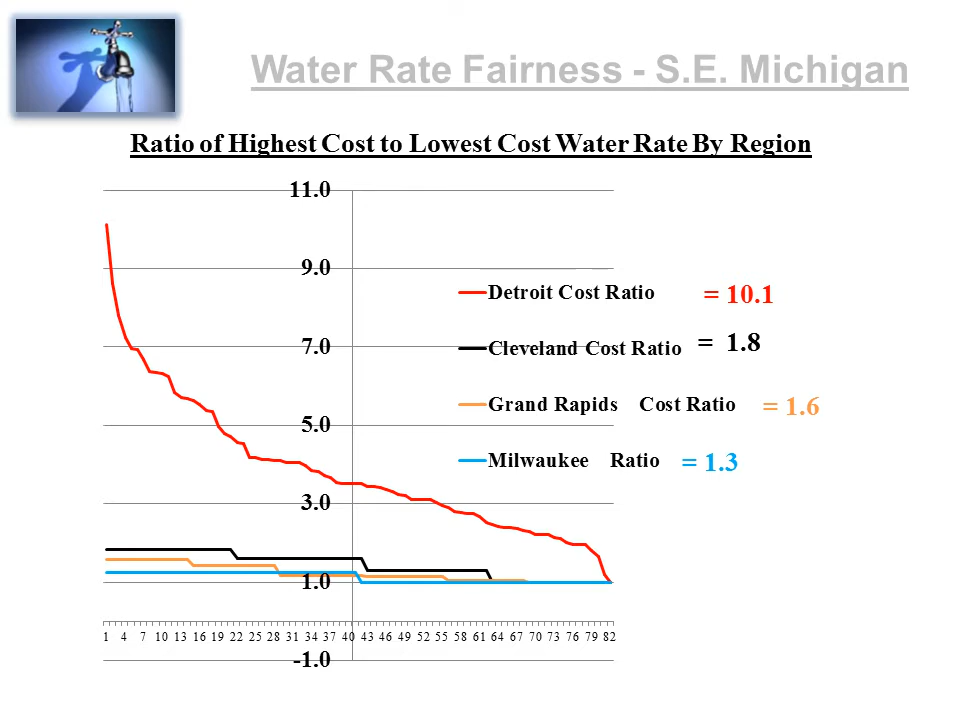 Water Rate Fairness - S.E. Michigan
Ratio of Highest Cost to Lowest Cost Water Rate By Region
11.0
9.0
Detroit Cost Ratio = 10.1
7.0
Cleveland Cost Ratio = 1.8
Grand Rapids Cost Ratio = 1.6
5.0
Milwaukee Ratio = 1.3
3.0
1.0
1 4 7 10 13 16 19 22 25 28 31 34 37 40 43 46 49 52 55 58 61 64 67 70 73 76 79 82
-1.0